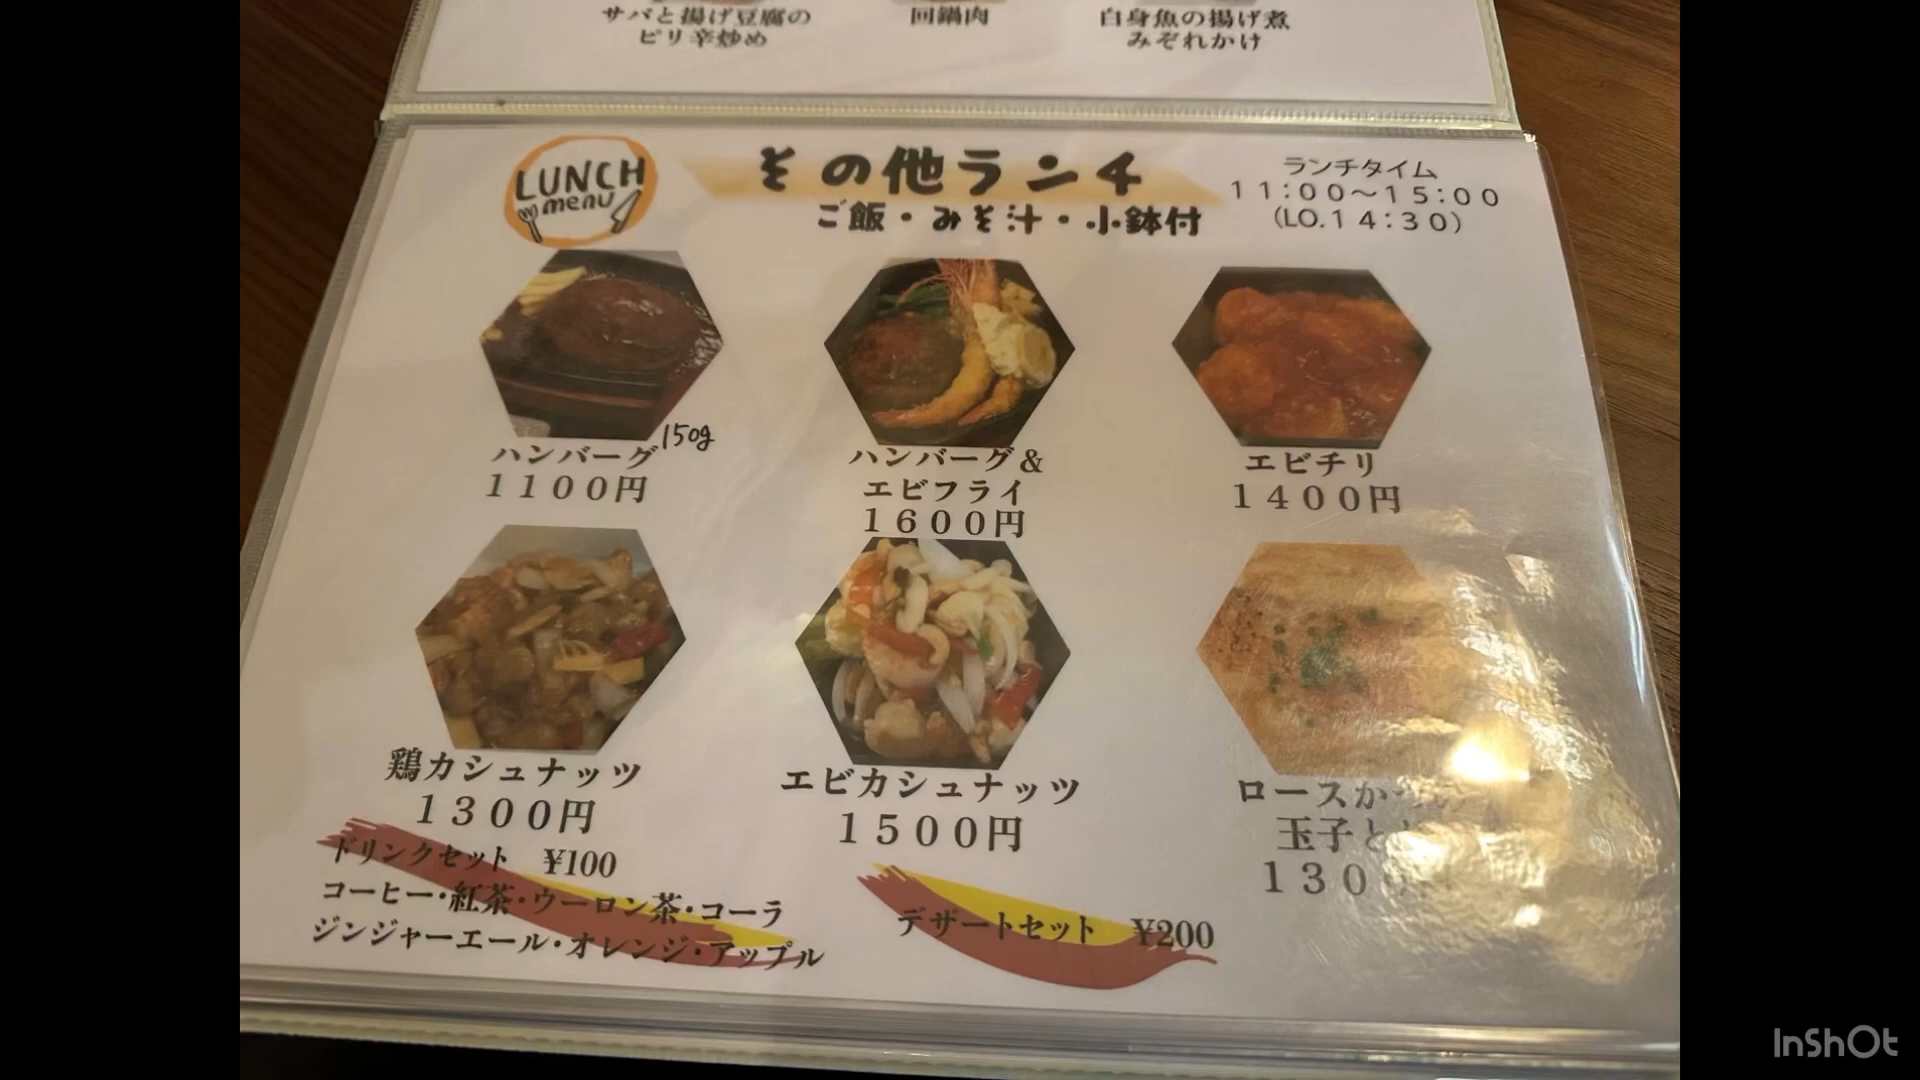 サバと揚げ豆腐の
ピリ辛炒め
回鍋肉
白身魚の揚げ煮
みぞれかけ
LUNCH
menu
その他ランチ
ご飯・みそ汁・小鉢付
ランチタイム
11:00～15:00
(LO.14:30)
ハンバーグ 150g
1100円
ハンバーグ&
エビフライ
1600円
エビチリ
1400円
鶏カシュナッツ
1300円
エビカシュナッツ
1500円
ロースか
玉子と
130
ドリンクセット ¥100
コーヒー・紅茶・ウーロン茶・コーラ
ジンジャーエール・オレンジ・アップル
デザートセット ¥200
InShOt